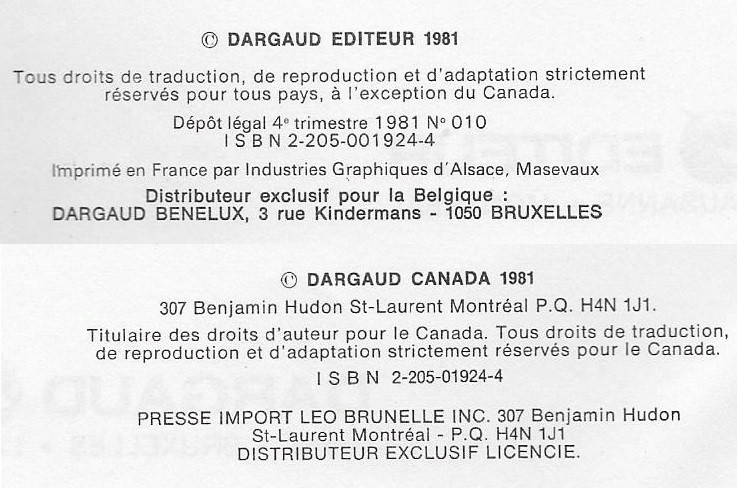 © DARGAUD EDITEUR 1981
Tous droits de traduction, de reproduction et d'adaptation strictement
réservés pour tous pays, à l'exception du Canada.
Dépôt légal 4e trimestre 1981 No 010
I S B N 2-205-001924-4
Imprimé en France par Industries Graphiques d'Alsace, Masevaux
Distributeur exclusif pour la Belgique :
DARGAUD BENELUX, 3 rue Kindermans - 1050 BRUXELLES
© DARGAUD CANADA 1981
307 Benjamin Hudon St-Laurent Montréal P.Q. H4N 1J1.
Titulaire des droits d'auteur pour le Canada. Tous droits de traduction,
de reproduction et d'adaptation strictement réservés pour le Canada.
I S B N 2-205-01924-4
PRESSE IMPORT LEO BRUNELLE INC. 307 Benjamin Hudon
St-Laurent Montréal - P.Q. H4N 1J1
DISTRIBUTEUR EXCLUSIF LICENCIE.